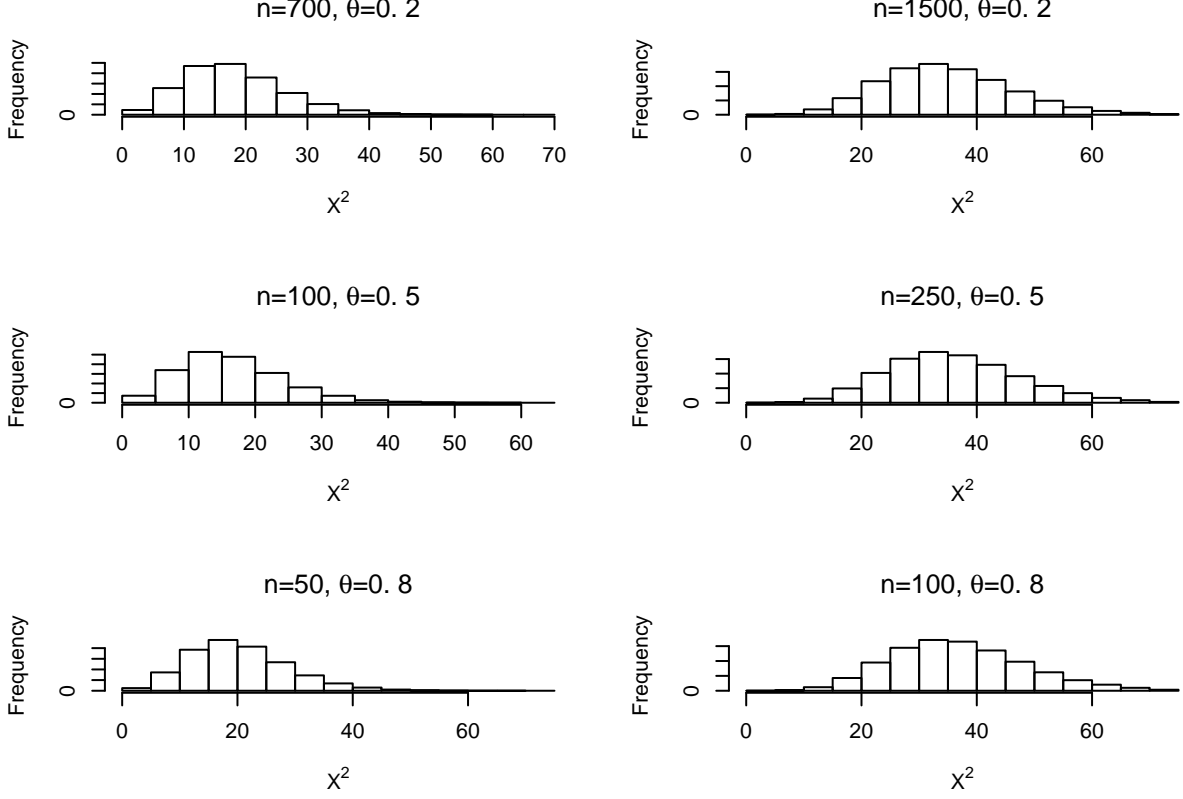 n=700, θ=0. 2
Frequency
0
0 10 20 30 40 50 60 70
X²
n=1500, θ=0. 2
Frequency
0
0 20 40 60
X²
n=100, θ=0. 5
Frequency
0
0 10 20 30 40 50 60
X²
n=250, θ=0. 5
Frequency
0
0 20 40 60
X²
n=50, θ=0. 8
Frequency
0
0 20 40 60
X²
n=100, θ=0. 8
Frequency
0
0 20 40 60
X²